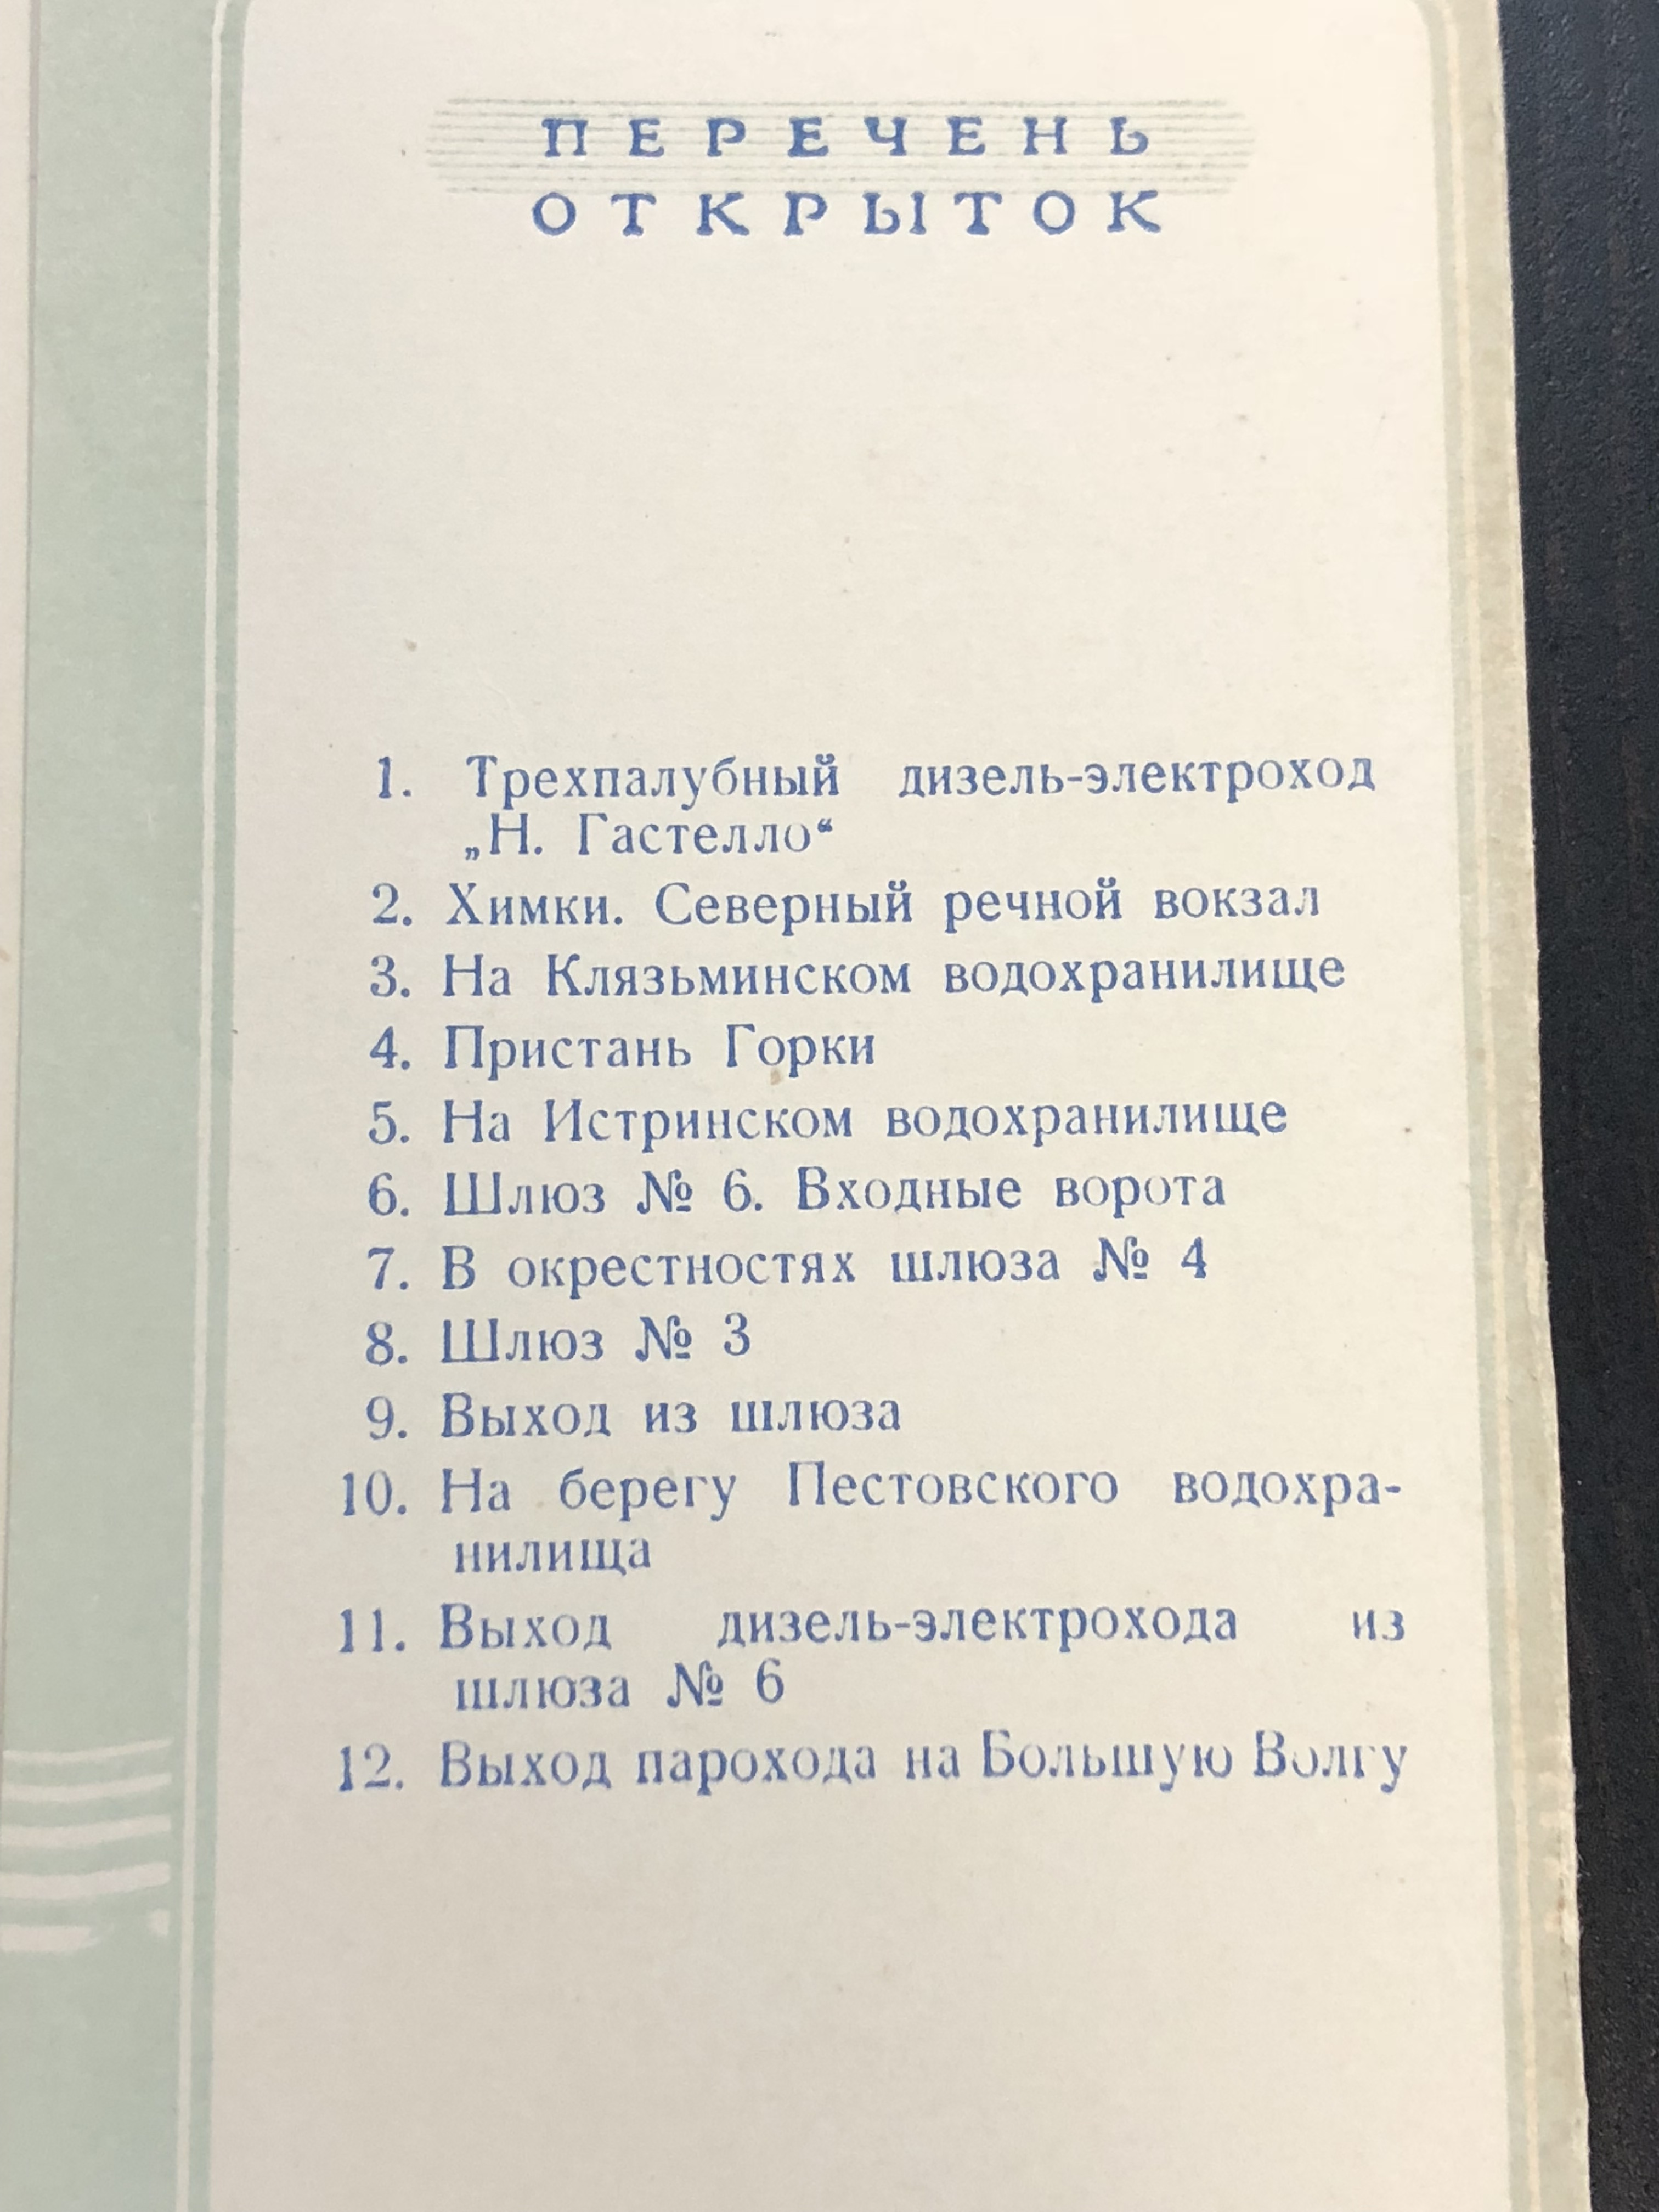 ПЕРЕЧЕНЬ
ОТКРЫТОК
1. Трехпалубный дизель-электроход
„Н. Гастелло“
2. Химки. Северный речной вокзал
3. На Клязьминском водохранилище
4. Пристань Горки
5. На Истринском водохранилище
6. Шлюз № 6. Входные ворота
7. В окрестностях шлюза № 4
8. Шлюз № 3
9. Выход из шлюза
10. На берегу Пестовского водохра-
нилища
11. Выход дизель-электрохода из
шлюза № 6
12. Выход парохода на Большую Волгу